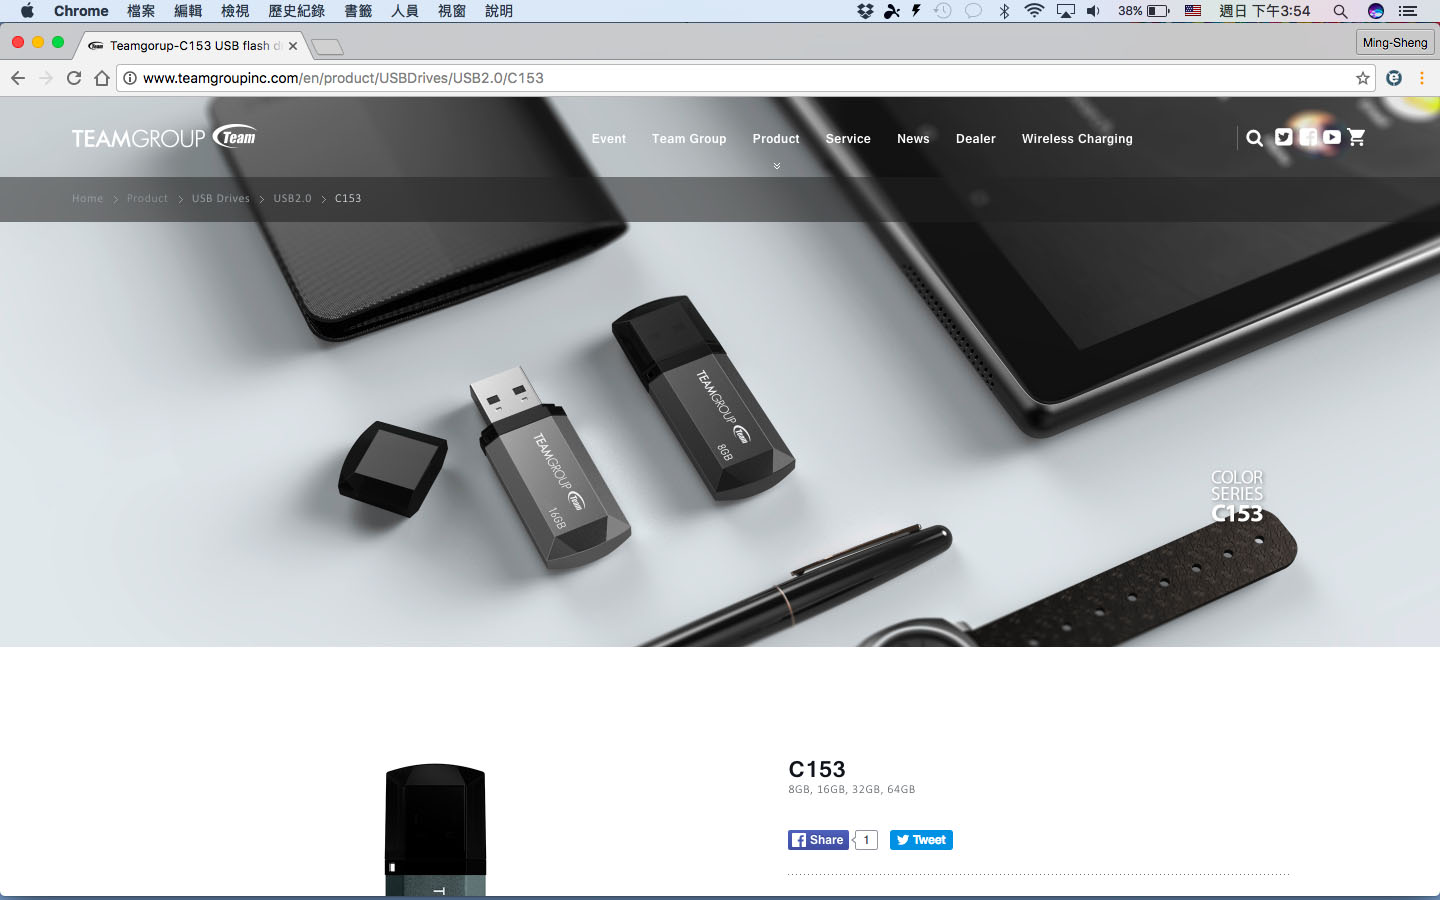 Chrome 檔案 編輯 檢視 歷史紀錄 書籤 人員 視窗 說明 38% 週日 下午3:54
Teamgorup-C153 USB flash d
Ming-Sheng
www.teamgroupinc.com/en/product/USBDrives/USB2.0/C153
TEAMGROUP Team
Event Team Group Product Service News Dealer Wireless Charging
Home Product USB Drives USB2.0 C153
TEAMGROUP Team
8GB
TEAMGROUP Team
16GB
COLOR
SERIES
C153
C153
8GB, 16GB, 32GB, 64GB
Share 1 Tweet
T